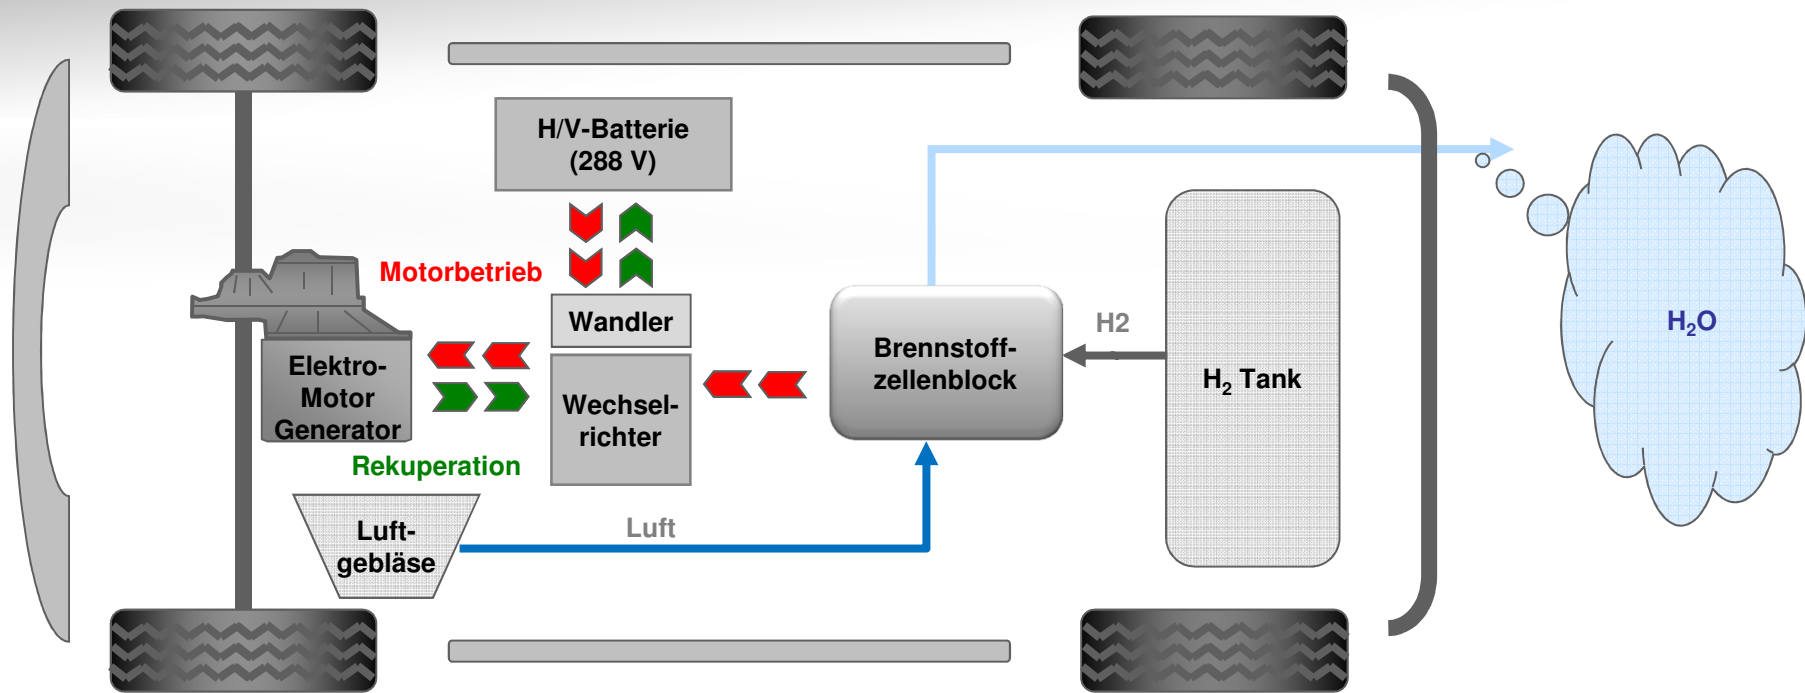 H/V-Batterie
(288 V)
Motorbetrieb
Wandler
H2
H₂O
Brennstoff-
zellenblock
Elektro-
Motor
Generator
H₂ Tank
Wechsel-
richter
Rekuperation
Luft-
gebläse
Luft